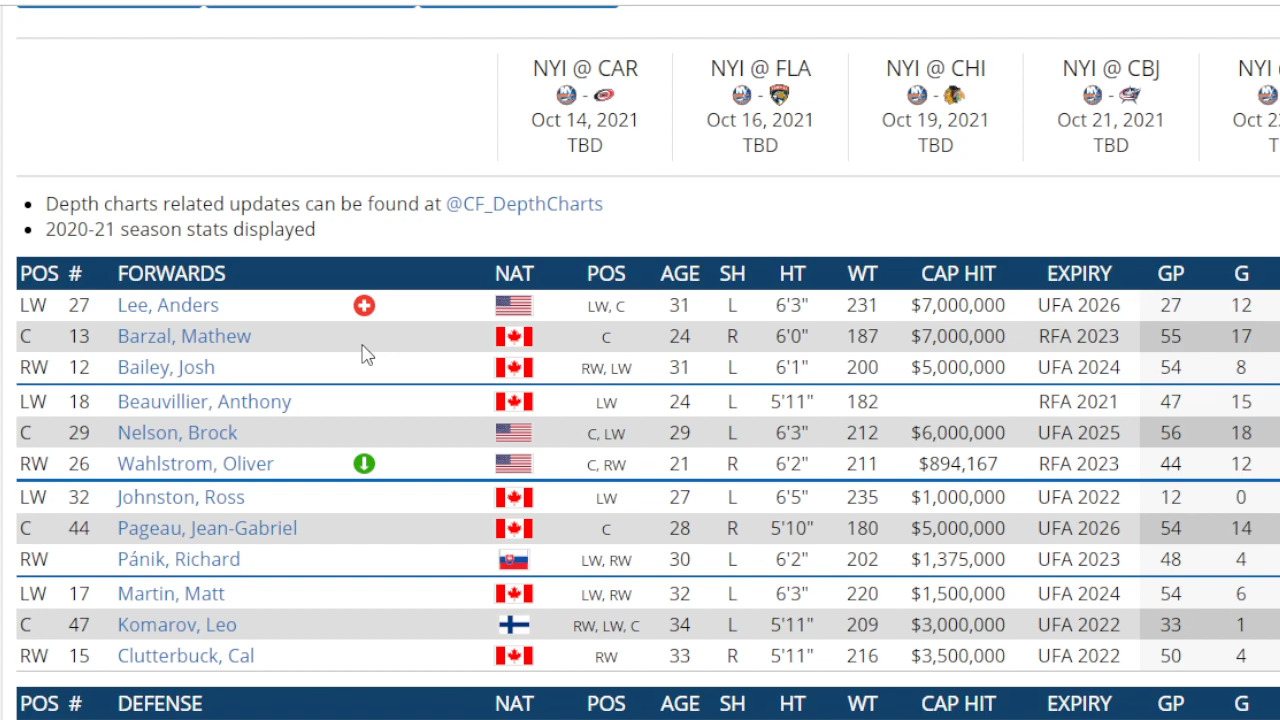 NYI @ CAR NYI @ FLA NYI @ CHI NYI @ CBJ NYI
- - - -
Oct 14, 2021 Oct 16, 2021 Oct 19, 2021 Oct 21, 2021 Oct
TBD TBD TBD TBD
Depth charts related updates can be found at @CF_DepthCharts
2020-21 season stats displayed
POS # FORWARDS NAT POS AGE SH HT WT CAP HIT EXPIRY GP G
LW 27 Lee, Anders LW, C 31 L 6'3" 231 $7,000,000 UFA 2026 27 12
C 13 Barzal, Mathew C 24 R 6'0" 187 $7,000,000 RFA 2023 55 17
RW 12 Bailey, Josh RW, LW 31 L 6'1" 200 $5,000,000 UFA 2024 54 8
LW 18 Beauvillier, Anthony LW 24 L 5'11" 182 RFA 2021 47 15
C 29 Nelson, Brock C, LW 29 L 6'3" 212 $6,000,000 UFA 2025 56 18
RW 26 Wahlstrom, Oliver C, RW 21 R 6'2" 211 $894,167 RFA 2023 44 12
LW 32 Johnston, Ross LW 27 L 6'5" 235 $1,000,000 UFA 2022 12 0
C 44 Pageau, Jean-Gabriel C 28 R 5'10" 180 $5,000,000 UFA 2026 54 14
RW Pánik, Richard LW, RW 30 L 6'2" 202 $1,375,000 UFA 2023 48 4
LW 17 Martin, Matt LW, RW 32 L 6'3" 220 $1,500,000 UFA 2024 54 6
C 47 Komarov, Leo RW, LW, C 34 L 5'11" 209 $3,000,000 UFA 2022 33 1
RW 15 Clutterbuck, Cal RW 33 R 5'11" 216 $3,500,000 UFA 2022 50 4
POS # DEFENSE NAT POS AGE SH HT WT CAP HIT EXPIRY GP G